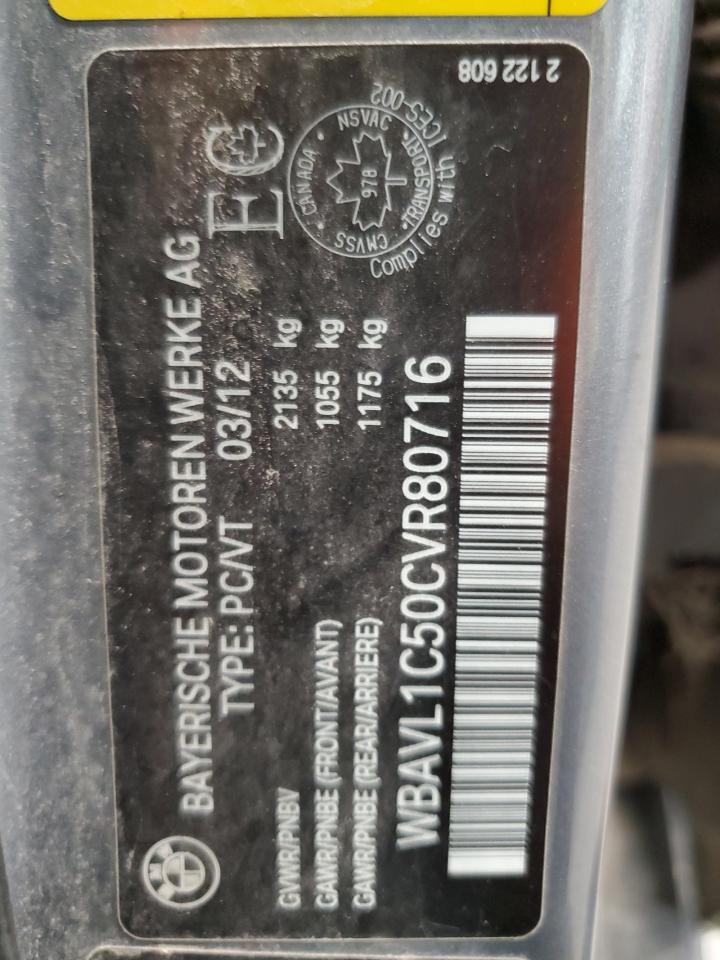 BAYERISCHE MOTOREN WERKE AG
TYPE: PC/VT 03/12
EC
GVWR/PNBV 2135 kg
GAWR/PNBE (FRONT/AVANT) 1055 kg
GAWR/PNBE (REAR/ARRIERE) 1175 kg
CANADA • NSVAC • TRANSPORT • CMVSS
978
Complies with ICES-002
WBAVL1C50CVR80716
2 122 608
BMW